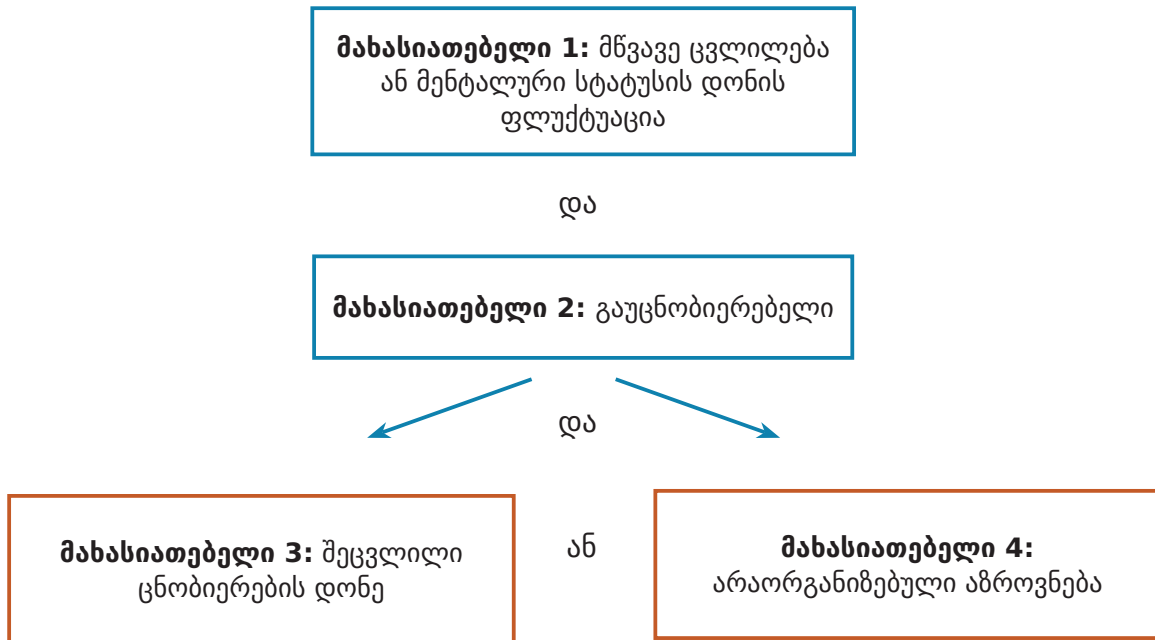 მახასიათებელი 1: მწვავე ცვლილება
ან მენტალური სტატუსის დონის
ფლუქტუაცია
და
მახასიათებელი 2: გაუცნობიერებელი
და
მახასიათებელი 3: შეცვლილი
ცნობიერების დონე
ან
მახასიათებელი 4:
არაორგანიზებული აზროვნება